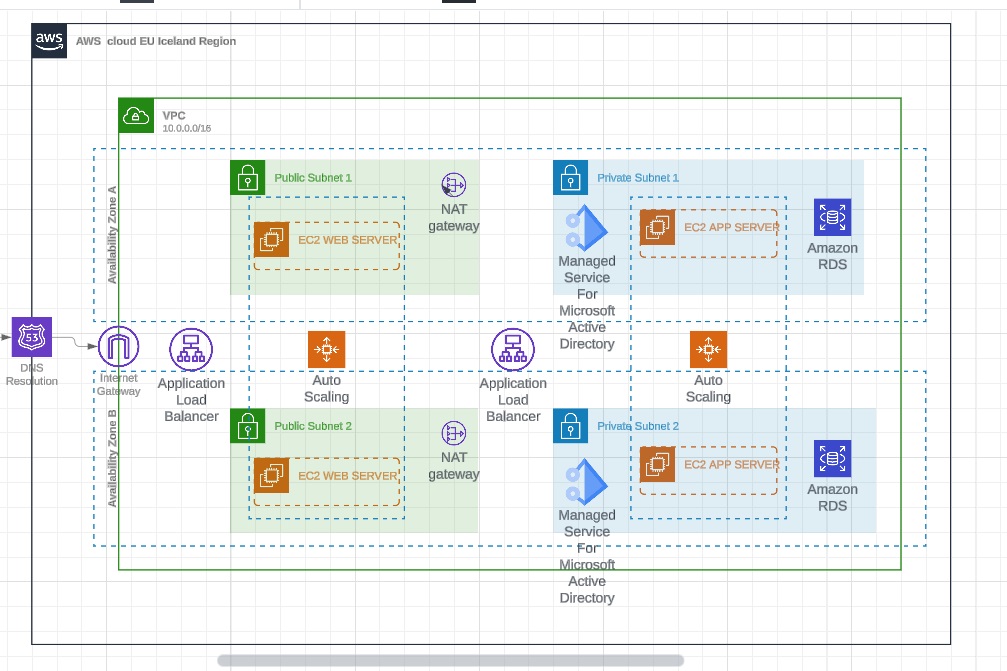 aws
AWS cloud EU Iceland Region
VPC
10.0.0.0/16
Availability Zone A
Public Subnet 1
NAT
gateway
EC2 WEB SERVER
Private Subnet 1
Managed
Service
For
Microsoft
Active
Directory
EC2 APP SERVER
Amazon
RDS
53
DNS
Resolution
Internet
Gateway
Application
Load
Balancer
Auto
Scaling
Application
Load
Balancer
Auto
Scaling
Availability Zone B
Public Subnet 2
NAT
gateway
EC2 WEB SERVER
Private Subnet 2
Managed
Service
For
Microsoft
Active
Directory
EC2 APP SERVER
Amazon
RDS